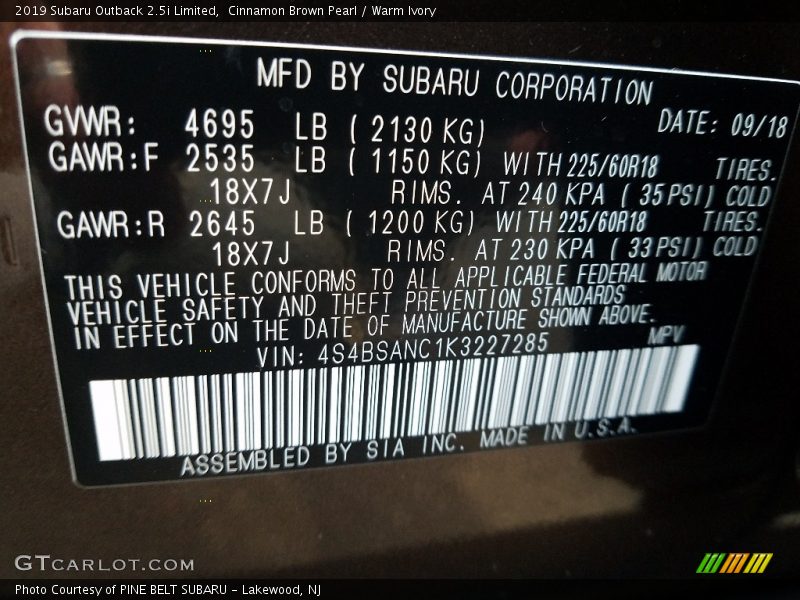 2019 Subaru Outback 2.5i Limited, Cinnamon Brown Pearl / Warm Ivory
MFD BY SUBARU CORPORATION
GVWR: 4695 LB ( 2130 KG) DATE: 09/18
GAWR:F 2535 LB ( 1150 KG) WITH 225/60R18 TIRES.
18X7J RIMS. AT 240 KPA ( 35 PSI) COLD
GAWR:R 2645 LB ( 1200 KG) WITH 225/60R18 TIRES.
18X7J RIMS. AT 230 KPA ( 33 PSI) COLD
THIS VEHICLE CONFORMS TO ALL APPLICABLE FEDERAL MOTOR
VEHICLE SAFETY AND THEFT PREVENTION STANDARDS
IN EFFECT ON THE DATE OF MANUFACTURE SHOWN ABOVE.
VIN: 4S4BSANC1K3227285 MPV
ASSEMBLED BY SIA INC. MADE IN U.S.A.
GTCARLOT.COM
Photo Courtesy of PINE BELT SUBARU - Lakewood, NJ